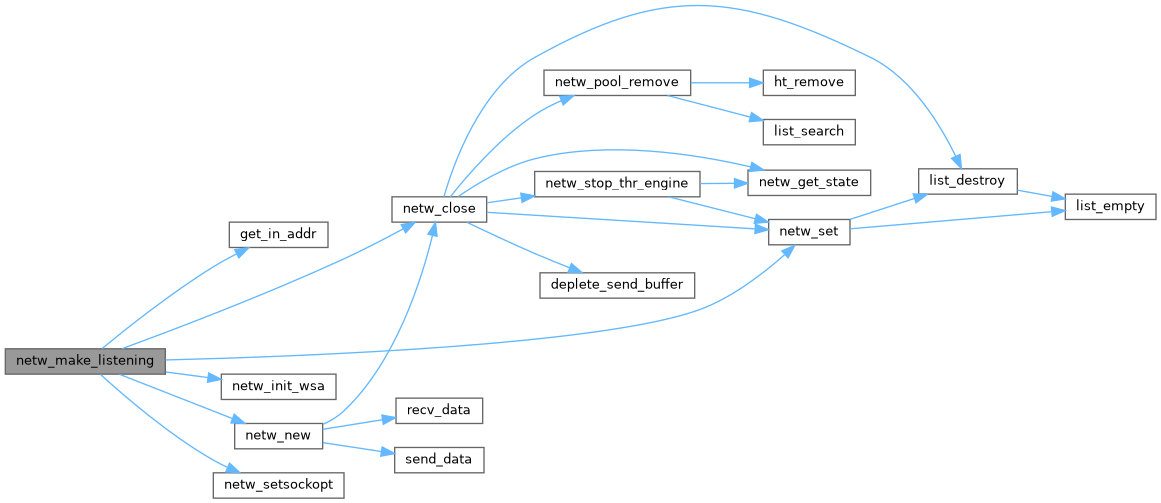 netw_pool_remove
ht_remove
list_search
netw_stop_thr_engine
netw_get_state
list_destroy
netw_close
list_empty
get_in_addr
netw_set
deplete_send_buffer
netw_make_listening
netw_init_wsa
recv_data
netw_new
send_data
netw_setsockopt